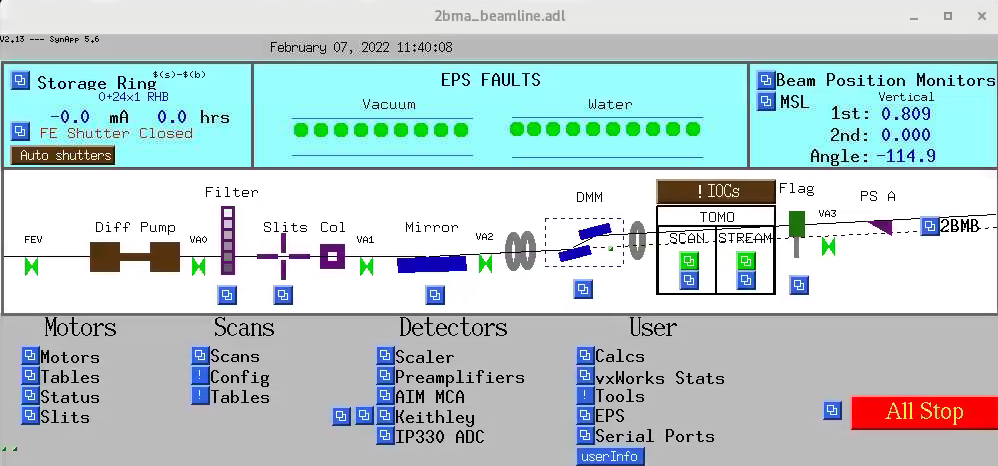 2bma_beamline.adl
V2.13 --- SynApp 5.6
February 07, 2022 11:40:08
Storage Ring
$(s)-$(b)
0+24x1 RHB
-0.0 mA 0.0 hrs
FE Shutter Closed
Auto shutters
EPS FAULTS
Vacuum Water
Beam Position Monitors
MSL
Vertical
1st: 0.809
2nd: 0.000
Angle: -114.9
Filter
DMM
! IOCs
Flag
PS A
TOMO
Diff Pump
Slits
Col
Mirror
FEV
VA0
VA1
VA2
SCAN
STREAM
VA3
2BMB
Motors
Motors
Tables
Status
Slits
Scans
Scans
! Config
! Tables
Detectors
Scaler
Preamplifiers
AIM MCA
Keithley
IP330 ADC
User
Calcs
vxWorks Stats
! Tools
EPS
Serial Ports
userInfo
All Stop